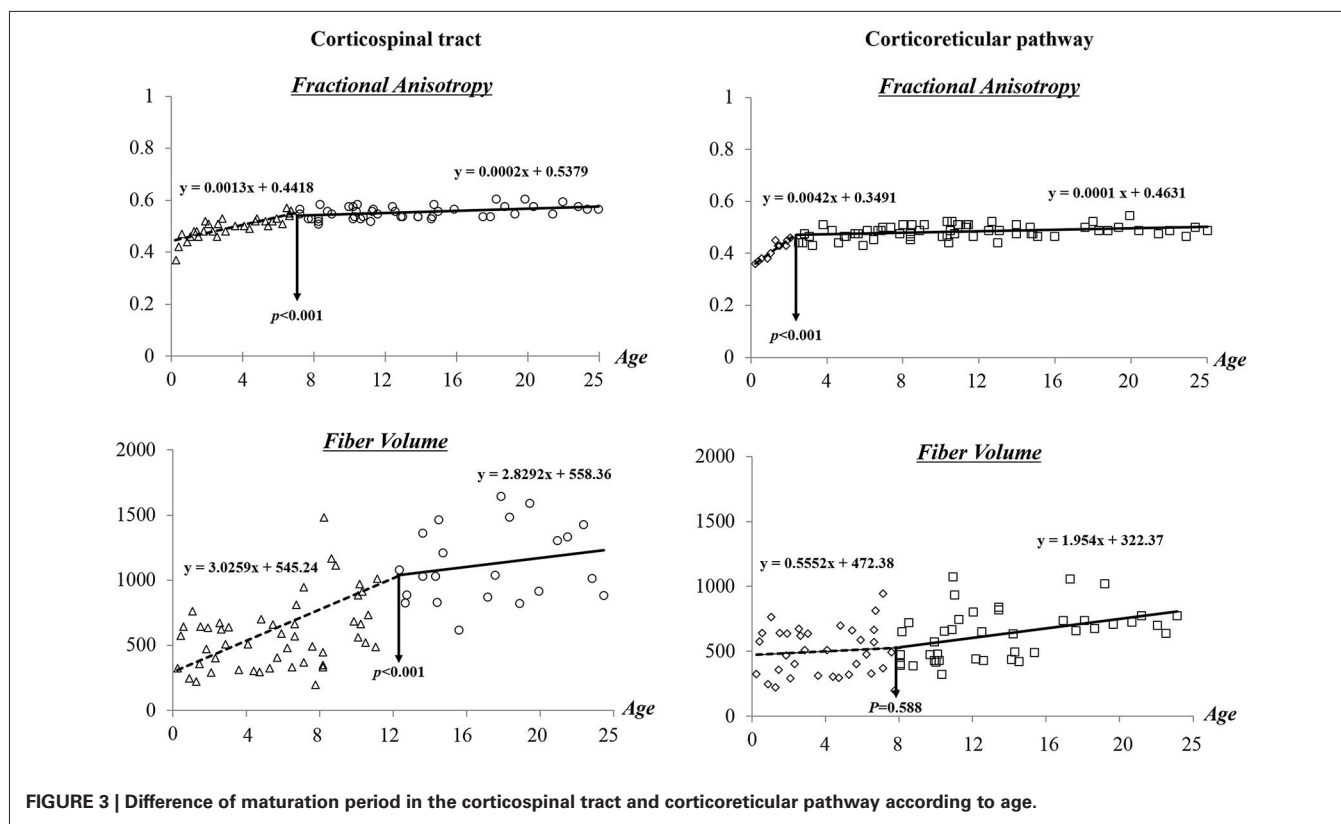 Corticospinal tract
Fractional Anisotropy
1
0.8
0.6
0.4
0.2
0
y = 0.0013x + 0.4418
y = 0.0002x + 0.5379
p<0.001
Age
0 4 8 12 16 20 25
Corticoreticular pathway
Fractional Anisotropy
1
0.8
0.6
0.4
0.2
0
y = 0.0042x + 0.3491
y = 0.0001 x + 0.4631
p<0.001
Age
0 4 8 12 16 20 25
Fiber Volume
2000
1500
1000
500
0
y = 2.8292x + 558.36
y = 3.0259x + 545.24
p<0.001
Age
0 4 8 12 16 20 25
Fiber Volume
2000
1500
1000
500
0
y = 1.954x + 322.37
y = 0.5552x + 472.38
P=0.588
Age
0 4 8 12 16 20 25
FIGURE 3 | Difference of maturation period in the corticospinal tract and corticoreticular pathway according to age.